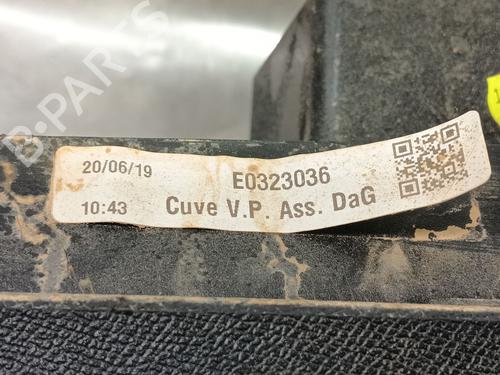 B-PARTS
20/06/19 E0323036
10:43 Cuve V.P. Ass. DaG